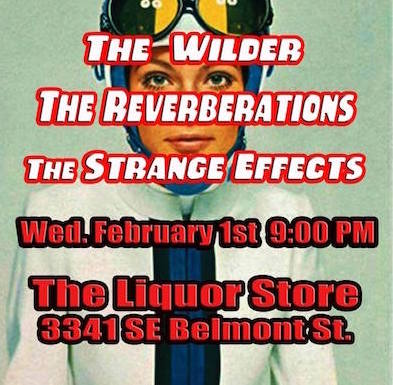 The Wilder
The Reverberations
The Strange Effects
Wed. February 1st 9:00 PM
The Liquor Store
3341 SE Belmont St.